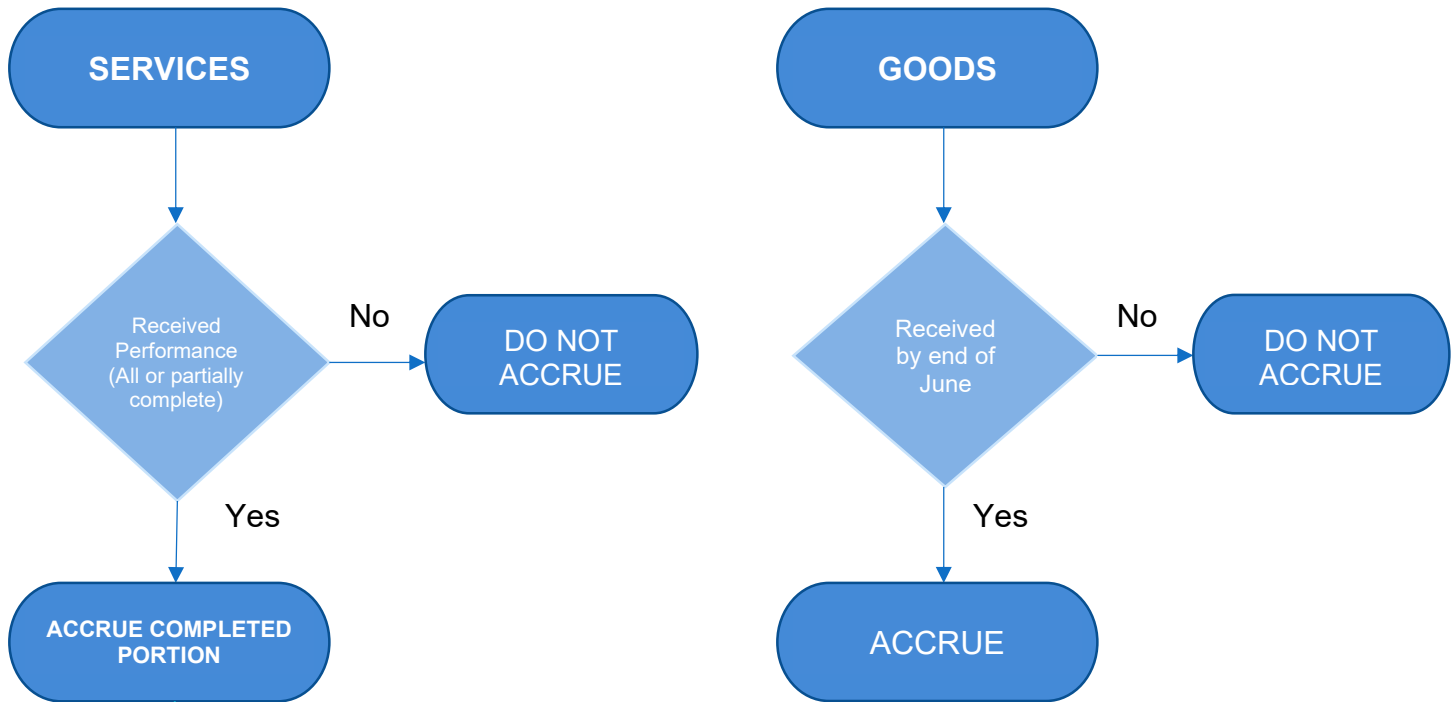 SERVICES
Received
Performance
(All or partially
complete)
No
DO NOT
ACCRUE
Yes
ACCRUE COMPLETED
PORTION
GOODS
Received
by end of
June
No
DO NOT
ACCRUE
Yes
ACCRUE